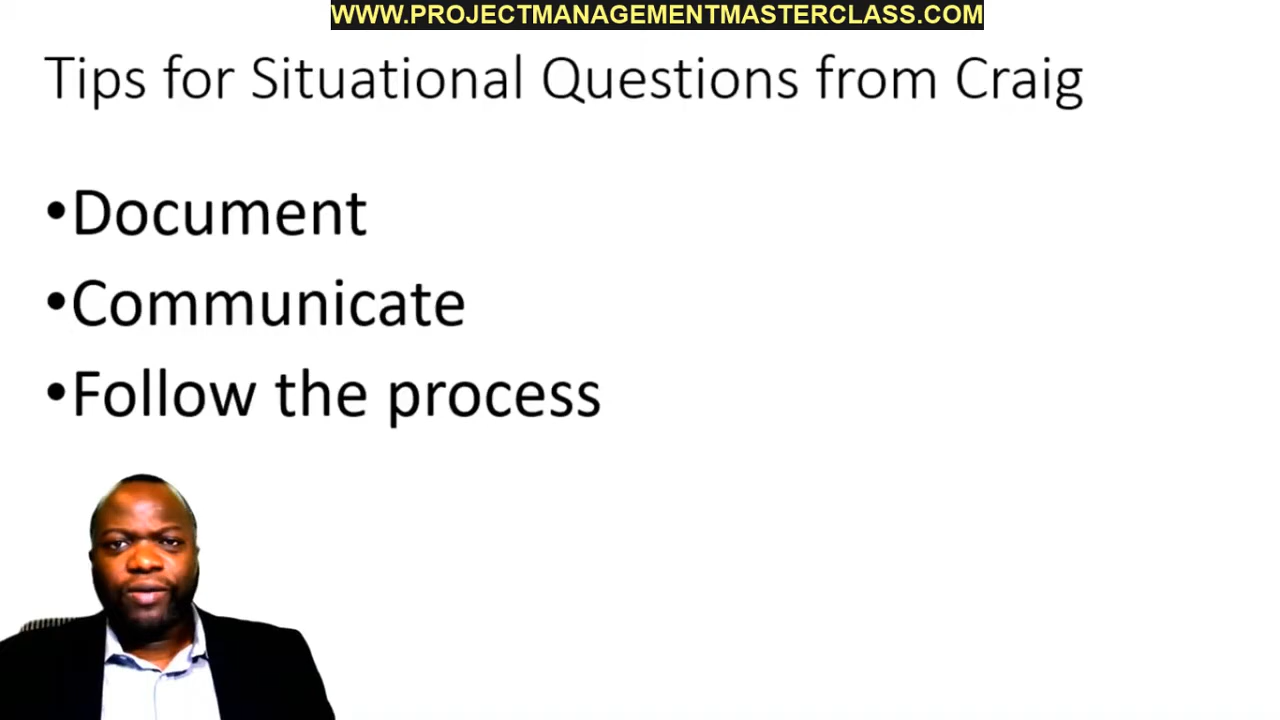 WWW.PROJECTMANAGEMENTMASTERCLASS.COM
Tips for Situational Questions from Craig
•Document
•Communicate
•Follow the process